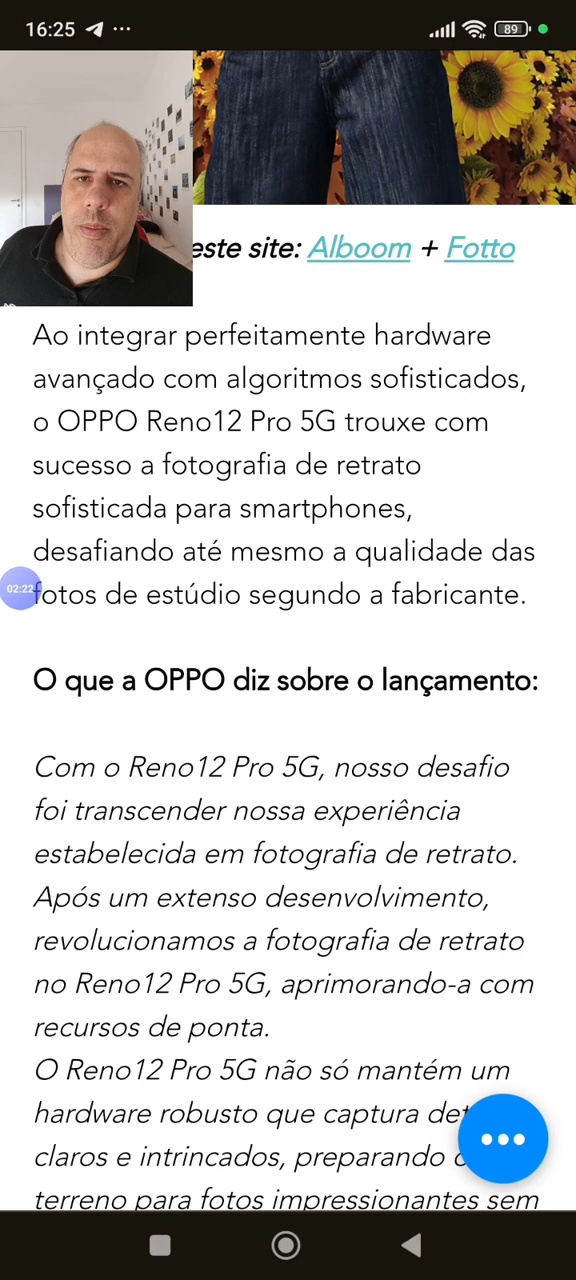 16:25
89
este site: Alboom + Fotto
Ao integrar perfeitamente hardware
avançado com algoritmos sofisticados,
o OPPO Reno12 Pro 5G trouxe com
sucesso a fotografia de retrato
sofisticada para smartphones,
desafiando até mesmo a qualidade das
02:22
fotos de estúdio segundo a fabricante.
O que a OPPO diz sobre o lançamento:
Com o Reno12 Pro 5G, nosso desafio
foi transcender nossa experiência
estabelecida em fotografia de retrato.
Após um extenso desenvolvimento,
revolucionamos a fotografia de retrato
no Reno12 Pro 5G, aprimorando-a com
recursos de ponta.
O Reno12 Pro 5G não só mantém um
hardware robusto que captura
claros e intrincados, preparando
terreno para fotos impressionantes sem